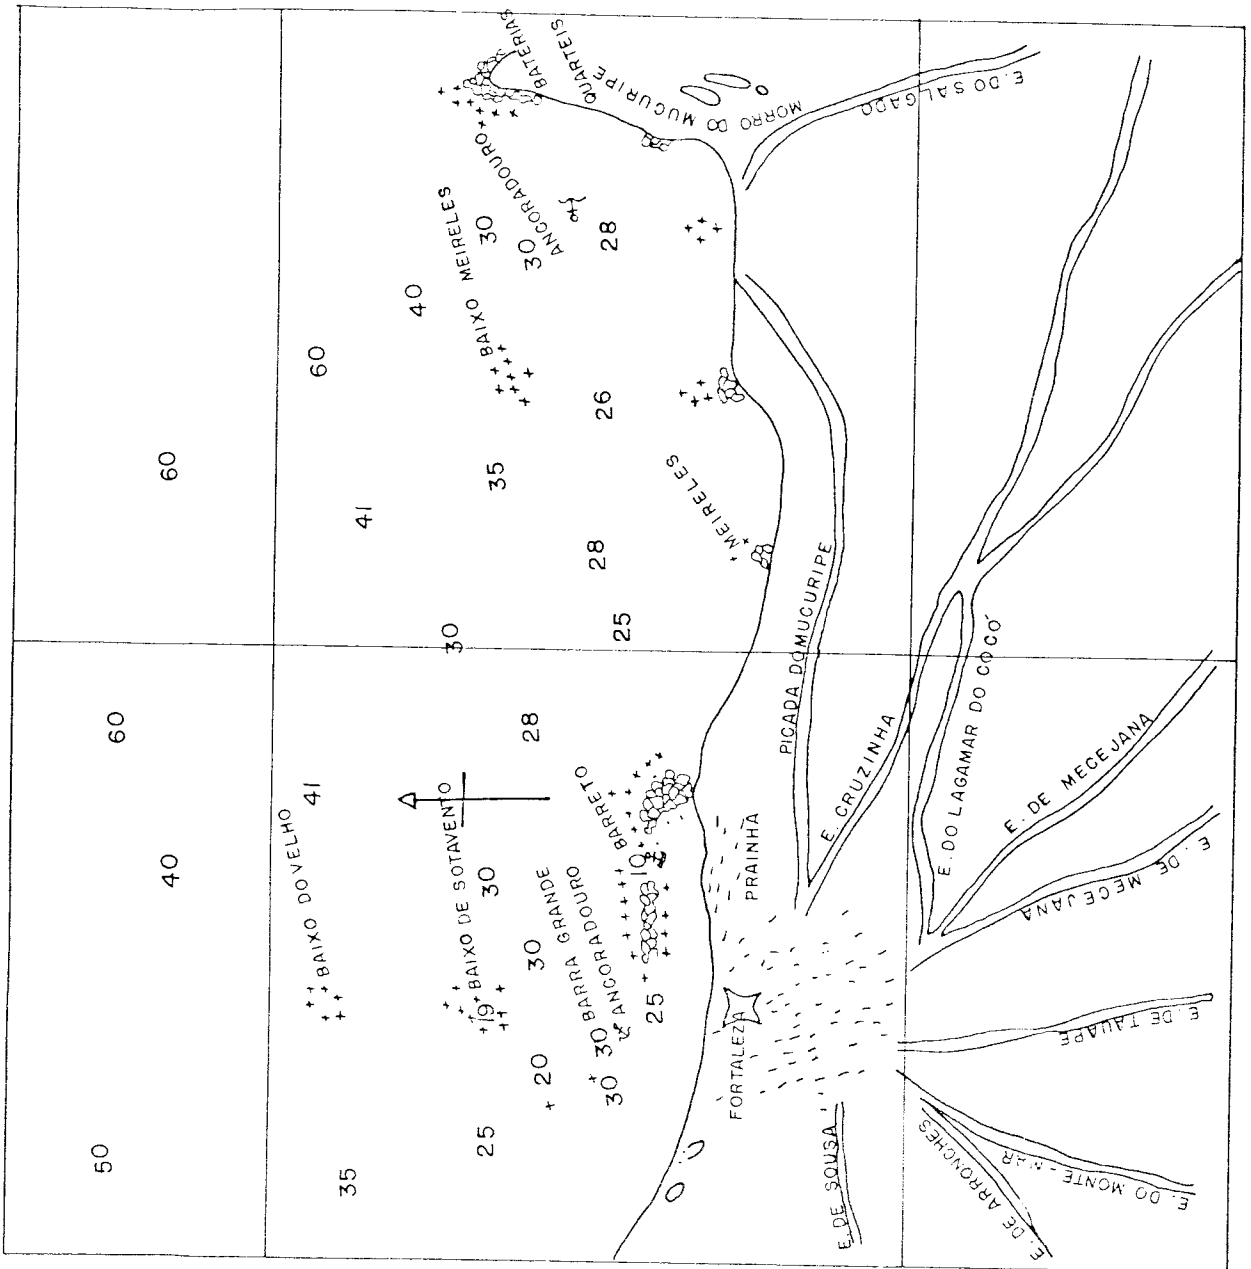 BATERIAS
QUARTEIS
MORRO DO MUCURIPE
E. DO SALGADO
ANCORADOURO
BAIXO MEIRELES
30
30
28
40
60
60
26
35
41
MEIRELES
28
30
25
PICADA DO MUCURIPE
60
28
41
E. CRUZINHA
E. DO LAGAMAR DO COCÓ
E. DE MECEJANA
BAIXO DO VELHO
BAIXO DE SOTAVENTO
19
30
40
BARRETO
10
PRAINHA
E. DE MECEJANA
30
BARRA GRANDE
30
ANCORADOURO
25
20
30
FORTALEZA
E. DE TAUAPE
50
35
25
E. DE SOUSA
E. DE ARRONCHES
E. DO MONTE-MAR